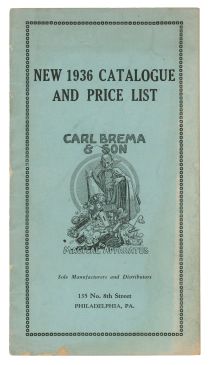 NEW 1936 CATALOGUE
AND PRICE LIST
CARL BREMA
& SON
MAGICAL APPARATUS
Sole Manufacturers and Distributors
135 No. 8th Street
PHILADELPHIA, PA.